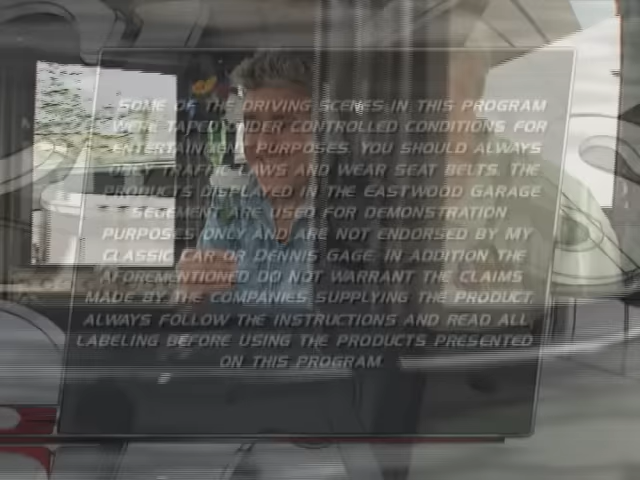 SOME OF THE DRIVING SCENES IN THIS PROGRAM
WERE TAPED UNDER CONTROLLED CONDITIONS FOR
ENTERTAINMENT PURPOSES. YOU SHOULD ALWAYS
OBEY TRAFFIC LAWS AND WEAR SEAT BELTS. THE
PRODUCTS DISPLAYED IN THE EASTWOOD GARAGE
SEGEMENT ARE USED FOR DEMONSTRATION
PURPOSES ONLY AND ARE NOT ENDORSED BY MY
CLASSIC CAR OR DENNIS GAGE. IN ADDITION THE
AFOREMENTIONED DO NOT WARRANT THE CLAIMS
MADE BY THE COMPANIES SUPPLYING THE PRODUCT.
ALWAYS FOLLOW THE INSTRUCTIONS AND READ ALL
LABELING BEFORE USING THE PRODUCTS PRESENTED
ON THIS PROGRAM.